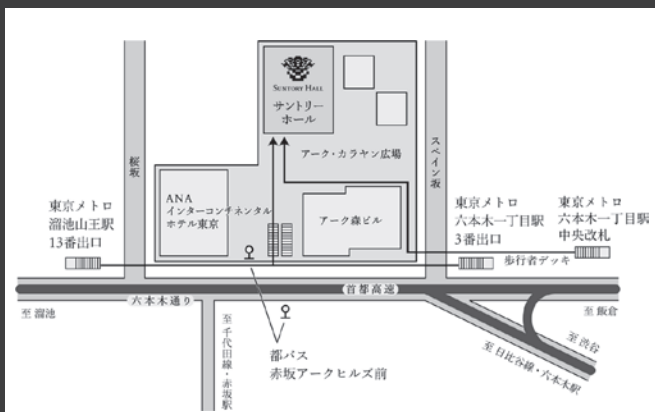 SUNTORY HALL
サントリー
ホール
アーク・カラヤン広場
桜坂
スペイン坂
ANA
インターコンチネンタル
ホテル東京
アーク森ビル
東京メトロ
溜池山王駅
13番出口
東京メトロ
六本木一丁目駅
3番出口
東京メトロ
六本木一丁目駅
中央改札
歩行者デッキ
首都高速
六本木通り
至 溜池
至 飯倉
至 千代田線・赤坂駅
都バス
赤坂アークヒルズ前
至 渋谷
至 日比谷線・六本木駅